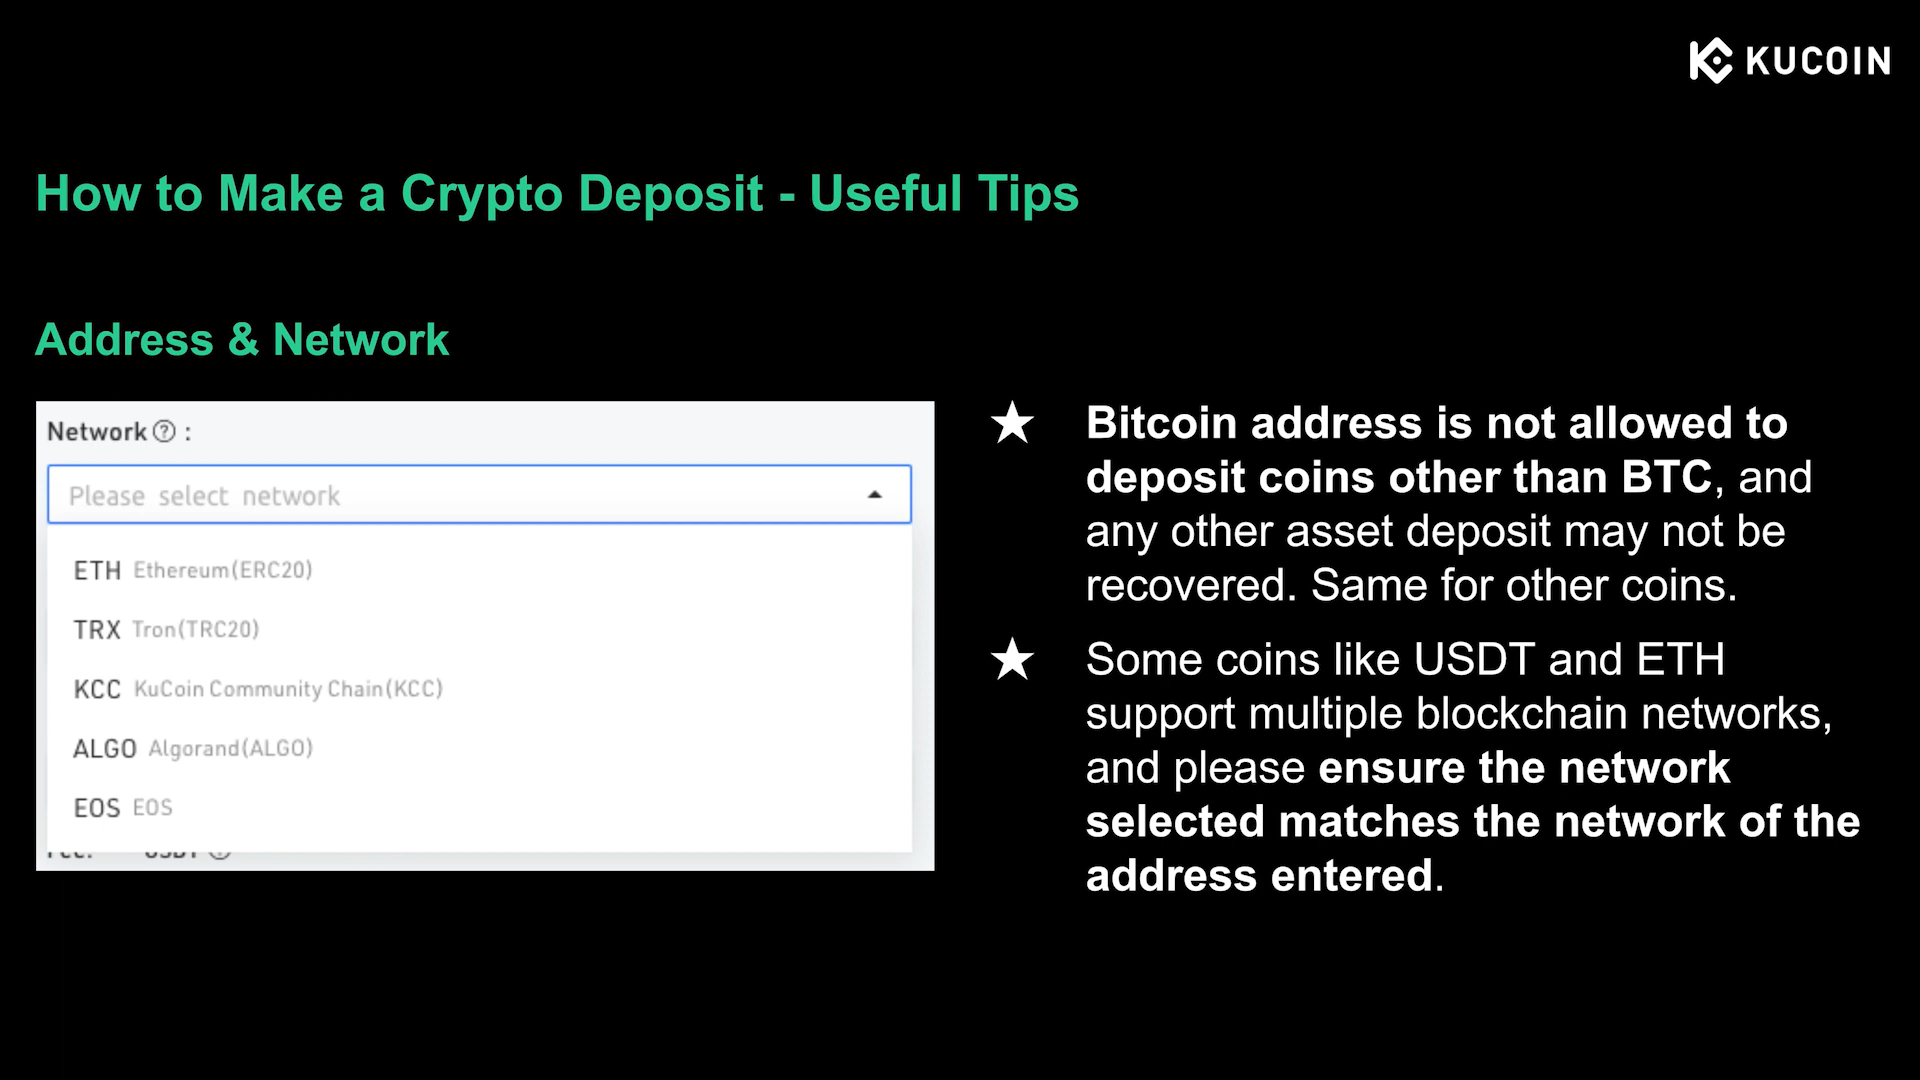 KUCOIN
How to Make a Crypto Deposit - Useful Tips
Address & Network
Network ? :
Please select network
ETH Ethereum(ERC20)
TRX Tron(TRC20)
KCC KuCoin Community Chain(KCC)
ALGO Algorand(ALGO)
EOS EOS
★ Bitcoin address is not allowed to
deposit coins other than BTC, and
any other asset deposit may not be
recovered. Same for other coins.
★ Some coins like USDT and ETH
support multiple blockchain networks,
and please ensure the network
selected matches the network of the
address entered.